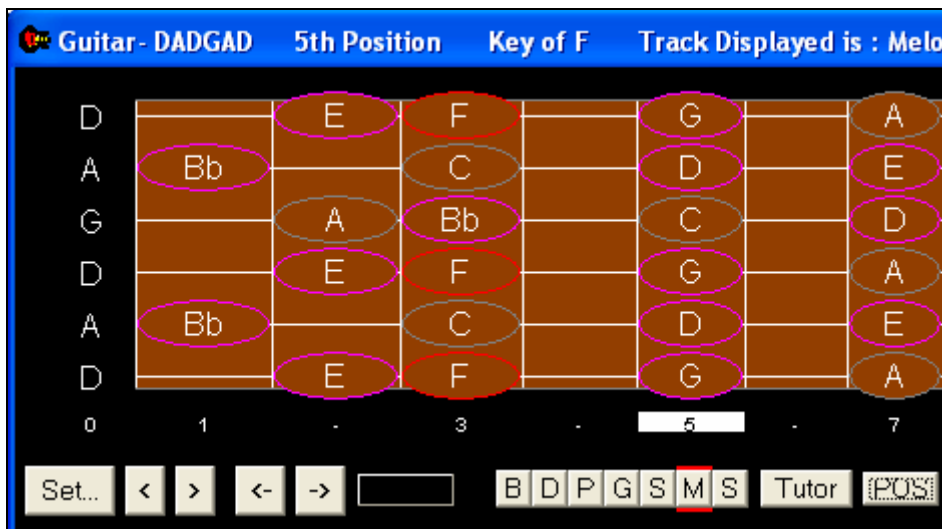 Guitar- DADGAD 5th Position Key of F Track Displayed is : Melo
D E F G A
A Bb C D E
G A Bb C D
D E F G A
A Bb C D E
D E F G A
0 1 - 3 - 5 - 7
Set... < > <- -> B D P G S M S Tutor POS